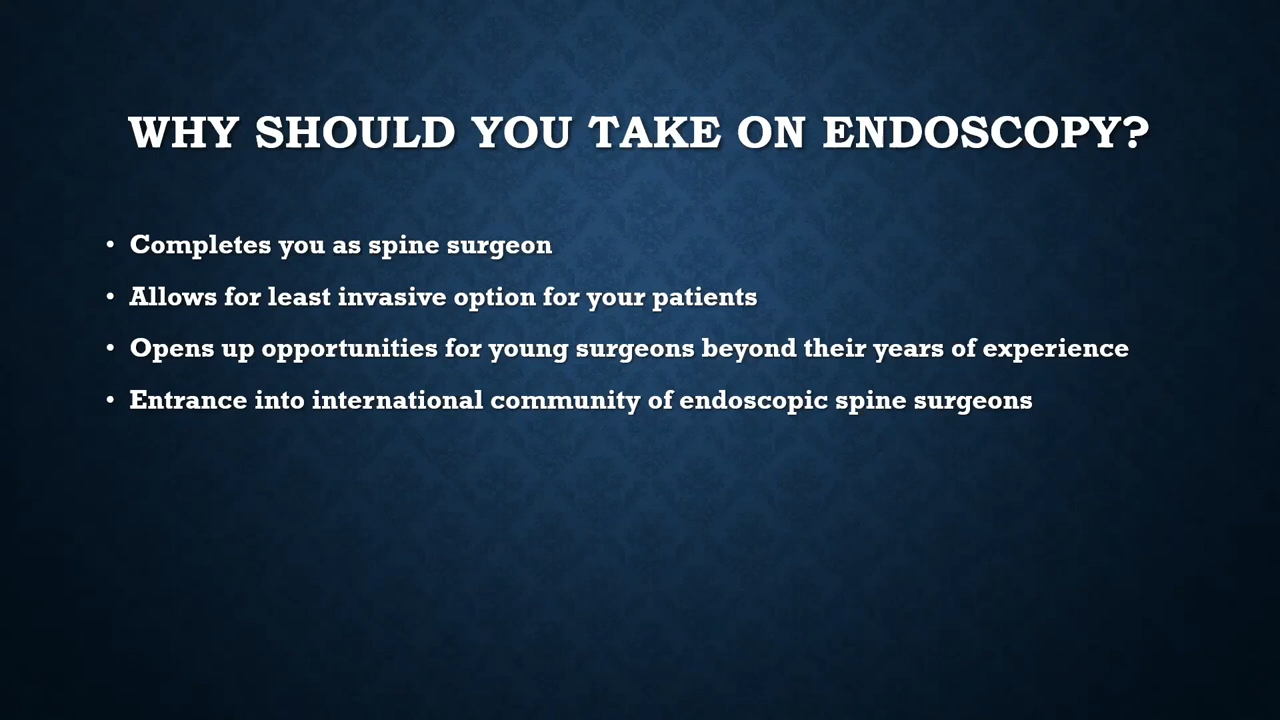 WHY SHOULD YOU TAKE ON ENDOSCOPY?
• Completes you as spine surgeon
• Allows for least invasive option for your patients
• Opens up opportunities for young surgeons beyond their years of experience
• Entrance into international community of endoscopic spine surgeons